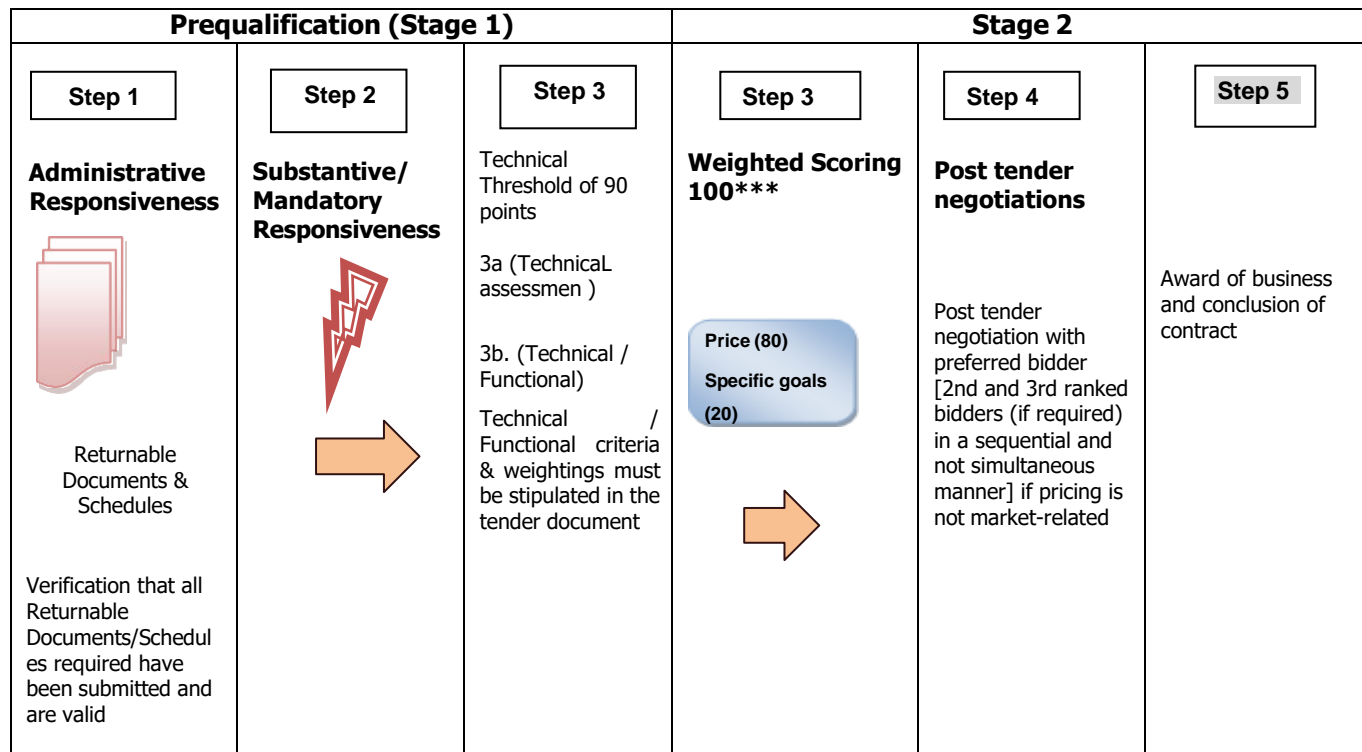 Prequalification (Stage 1)
Stage 2
Step 1
Administrative
Responsiveness
Returnable
Documents &
Schedules
Verification that all
Returnable
Documents/Schedul
es required have
been submitted and
are valid
Step 2
Substantive/
Mandatory
Responsiveness
Step 3
Technical
Threshold of 90
points
3a (TechnicaL
assessmen )
3b. (Technical /
Functional)
Technical /
Functional criteria
& weightings must
be stipulated in the
tender document
Step 3
Weighted Scoring
100***
Price (80)
Specific goals
(20)
Step 4
Post tender
negotiations
Post tender
negotiation with
preferred bidder
[2nd and 3rd ranked
bidders (if required)
in a sequential and
not simultaneous
manner] if pricing is
not market-related
Step 5
Award of business
and conclusion of
contract